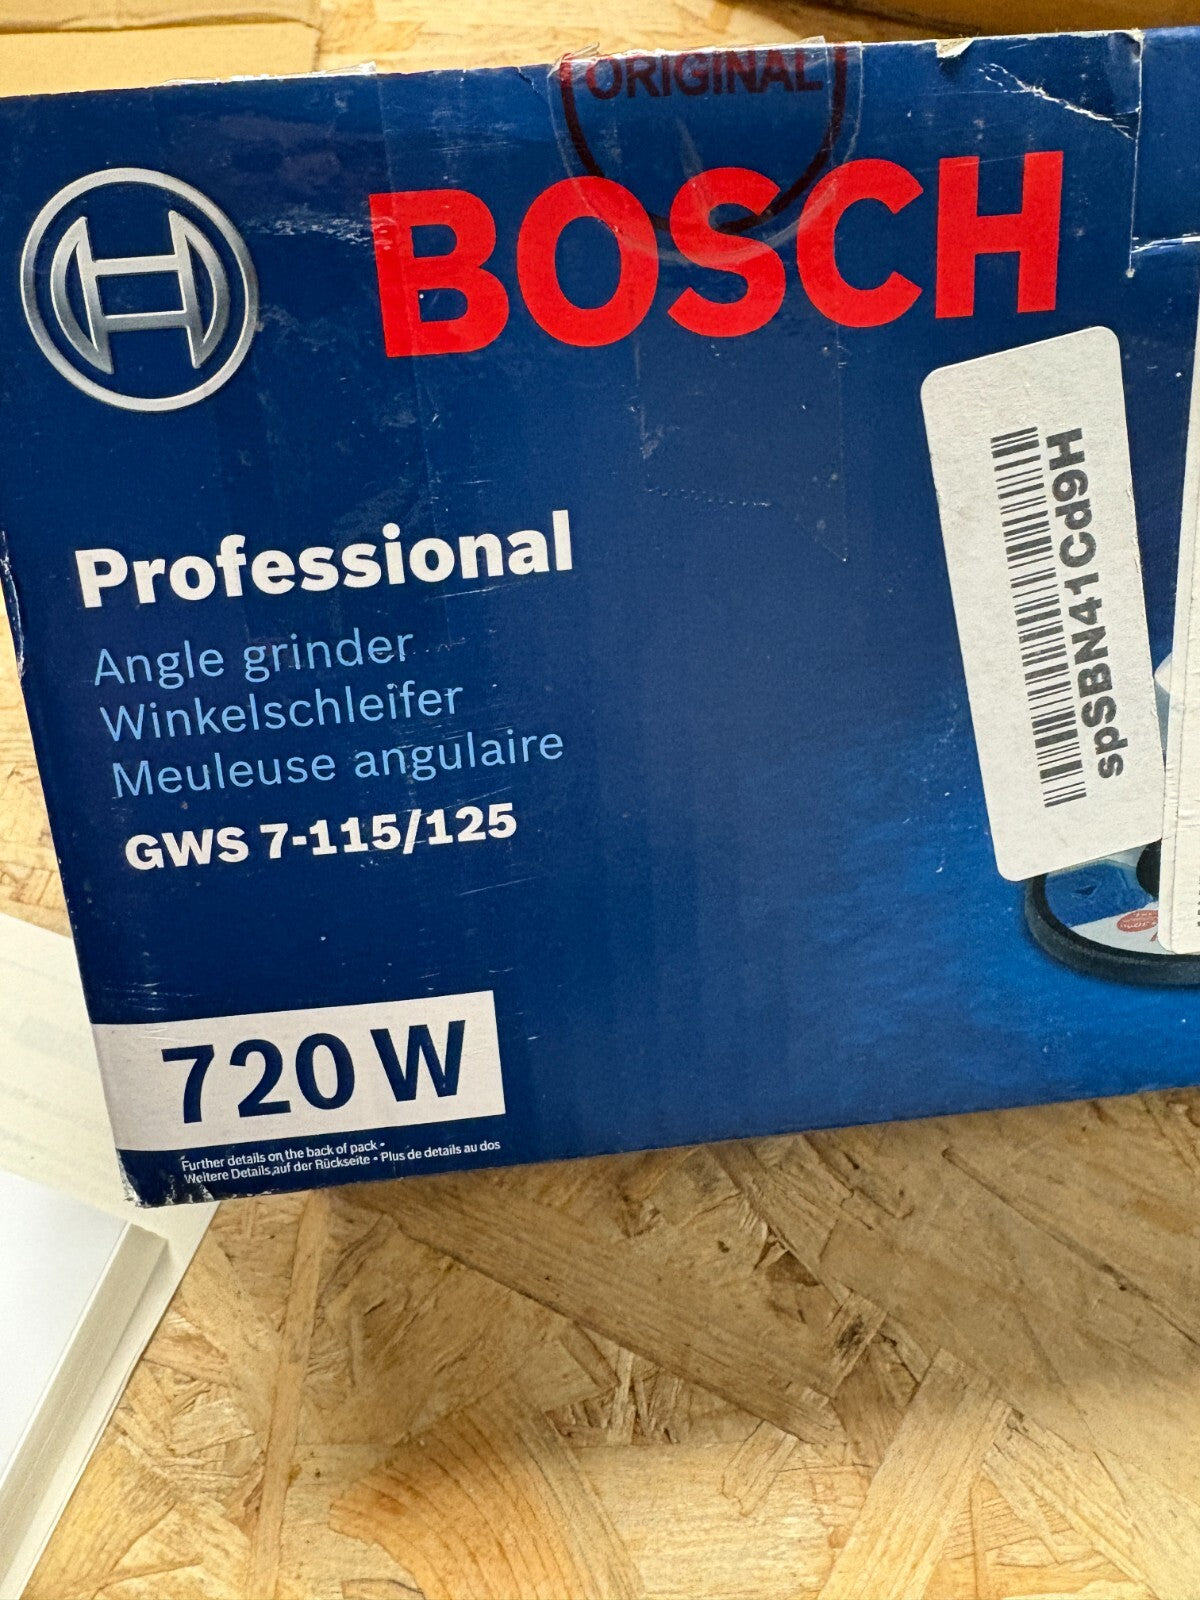 ORIGINAL
BOSCH
spSBN41Cd9H
Professional
Angle grinder
Winkelschleifer
Meuleuse angulaire
GWS 7-115/125
720 W
Further details on the back of pack •
Weitere Details auf der Rückseite • Plus de details au dos